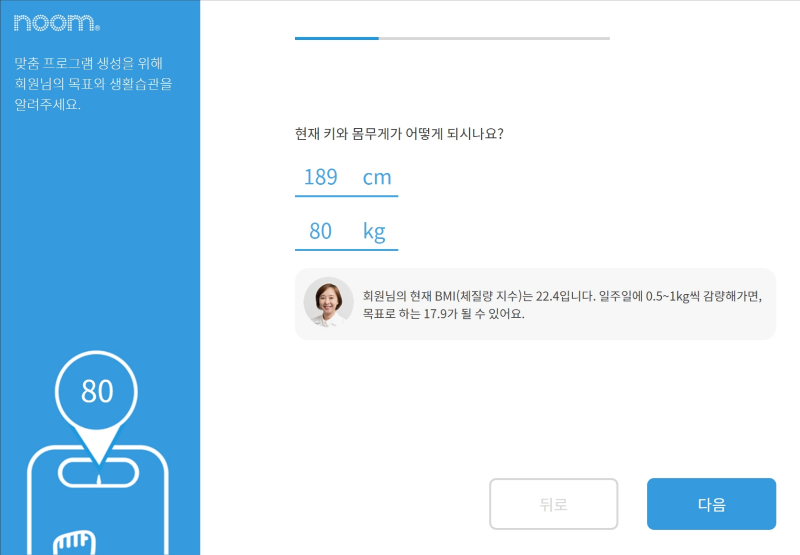 noom®
맞춤 프로그램 생성을 위해
회원님의 목표와 생활습관을
알려주세요.
현재 키와 몸무게가 어떻게 되시나요?
189 cm
80 kg
회원님의 현재 BMI(체질량 지수)는 22.4입니다. 일주일에 0.5~1kg씩 감량해가면,
목표로 하는 17.9가 될 수 있어요.
80
뒤로
다음